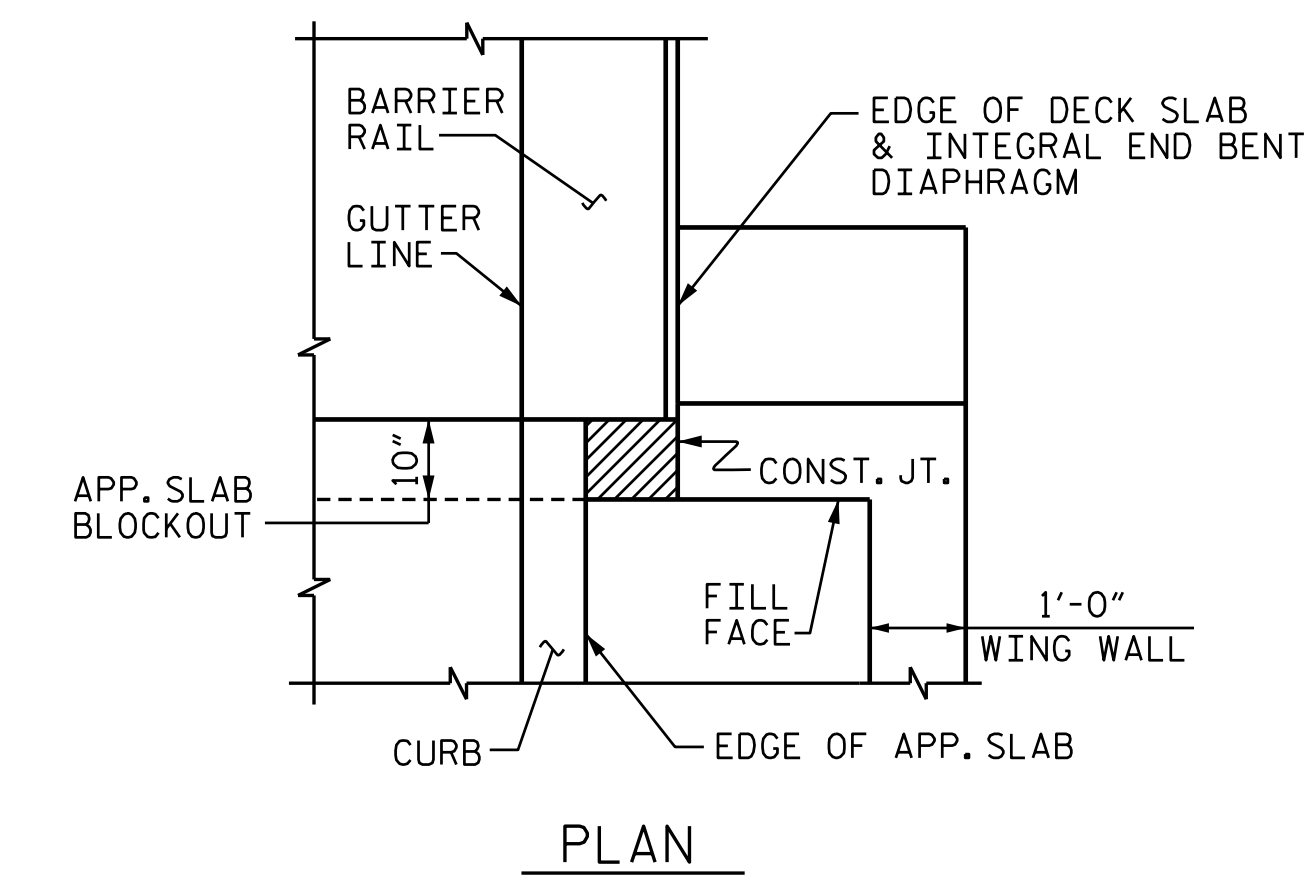 BARRIER
RAIL
EDGE OF DECK SLAB
& INTEGRAL END BENT
DIAPHRAGM
GUTTER
LINE
10"
CONST. JT.
APP. SLAB
BLOCKOUT
FILL
FACE
1'-0"
WING WALL
CURB
EDGE OF APP. SLAB
PLAN